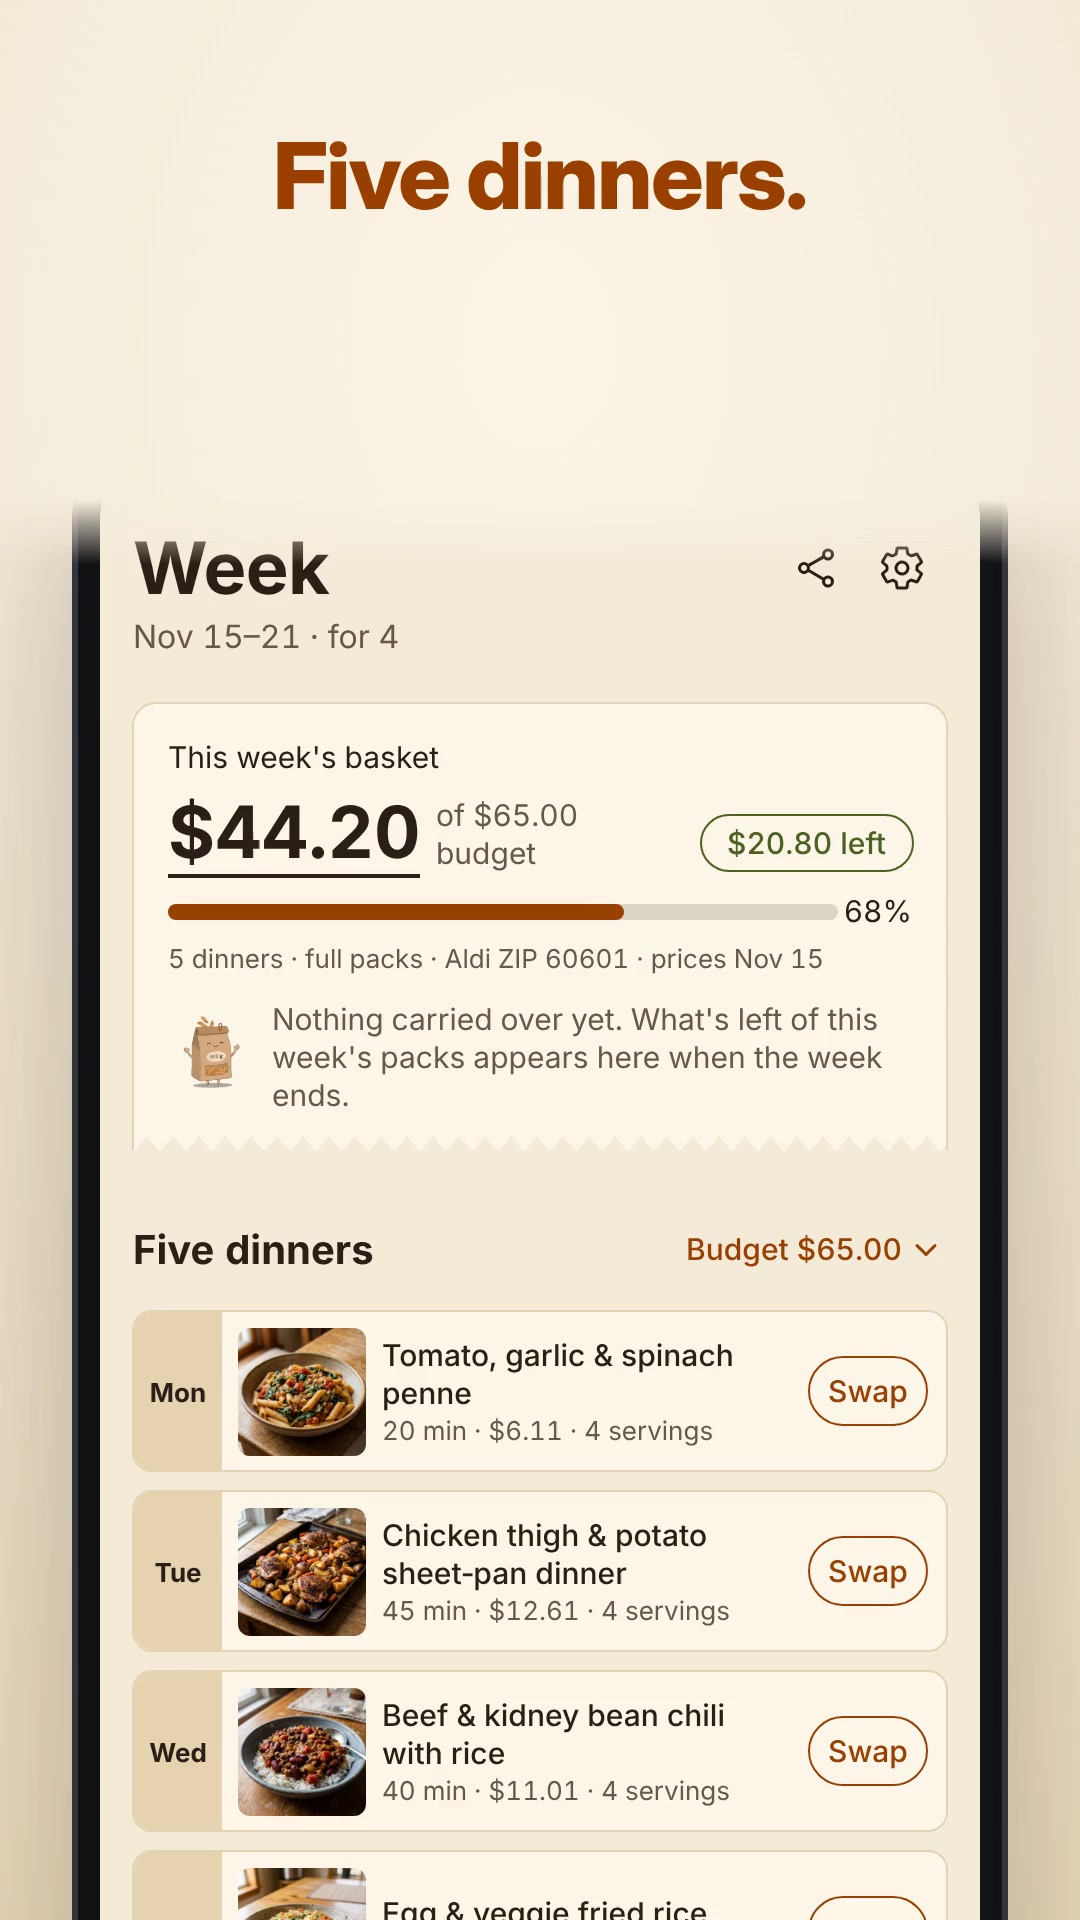 Five dinners.
Week
Nov 15–21 · for 4
This week's basket
$44.20
of $65.00
budget
$20.80 left
68%
5 dinners · full packs · Aldi ZIP 60601 · prices Nov 15
Nothing carried over yet. What's left of this
week's packs appears here when the week
ends.
Five dinners
Budget $65.00
Mon
Tomato, garlic & spinach
penne
20 min · $6.11 · 4 servings
Swap
Tue
Chicken thigh & potato
sheet-pan dinner
45 min · $12.61 · 4 servings
Swap
Wed
Beef & kidney bean chili
with rice
40 min · $11.01 · 4 servings
Swap
Egg & veggie fried rice